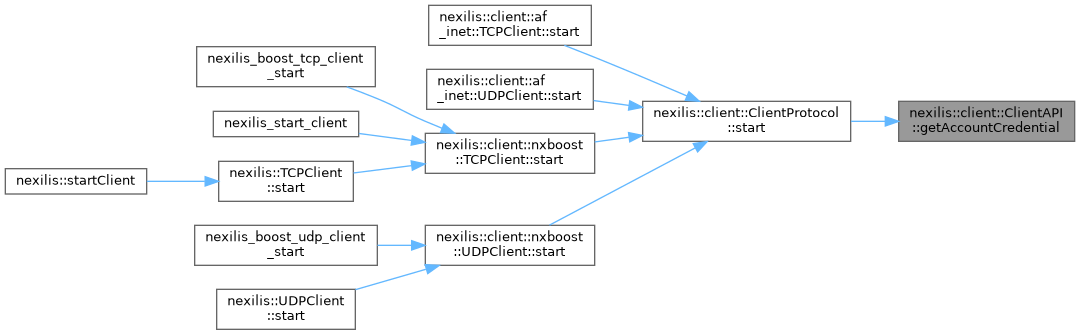 nexilis::client::af
_inet::TCPClient::start
nexilis_boost_tcp_client
_start
nexilis::client::af
_inet::UDPClient::start
nexilis::client::ClientProtocol
::start
nexilis::client::ClientAPI
::getAccountCredential
nexilis_start_client
nexilis::client::nxboost
::TCPClient::start
nexilis::startClient
nexilis::TCPClient
::start
nexilis_boost_udp_client
_start
nexilis::client::nxboost
::UDPClient::start
nexilis::UDPClient
::start